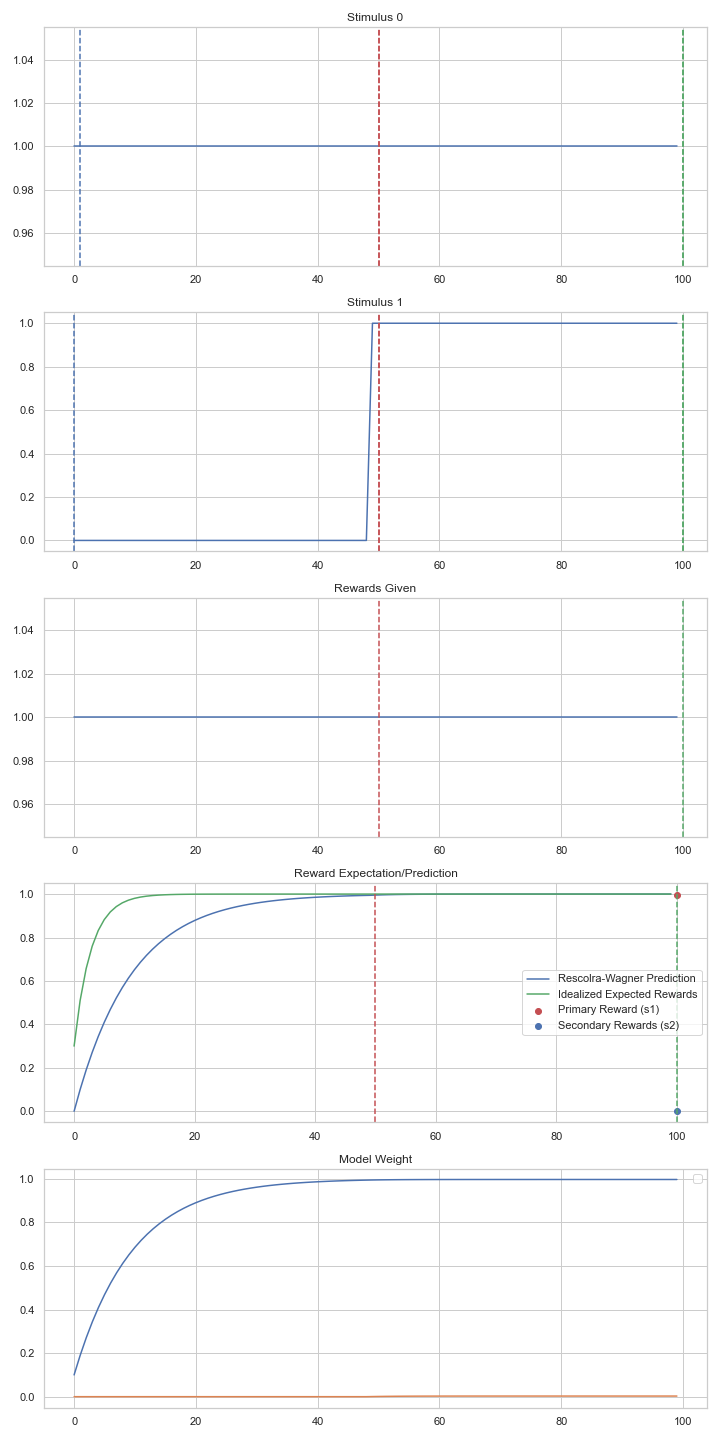 Stimulus 0
1.04
1.02
1.00
0.98
0.96
0 20 40 60 80 100
Stimulus 1
1.0
0.8
0.6
0.4
0.2
0.0
0 20 40 60 80 100
Rewards Given
1.04
1.02
1.00
0.98
0.96
0 20 40 60 80 100
Reward Expectation/Prediction
1.0
0.8
0.6
0.4
0.2
0.0
Rescolra-Wagner Prediction
Idealized Expected Rewards
Primary Reward (s1)
Secondary Rewards (s2)
0 20 40 60 80 100
Model Weight
1.0
0.8
0.6
0.4
0.2
0.0
0 20 40 60 80 100